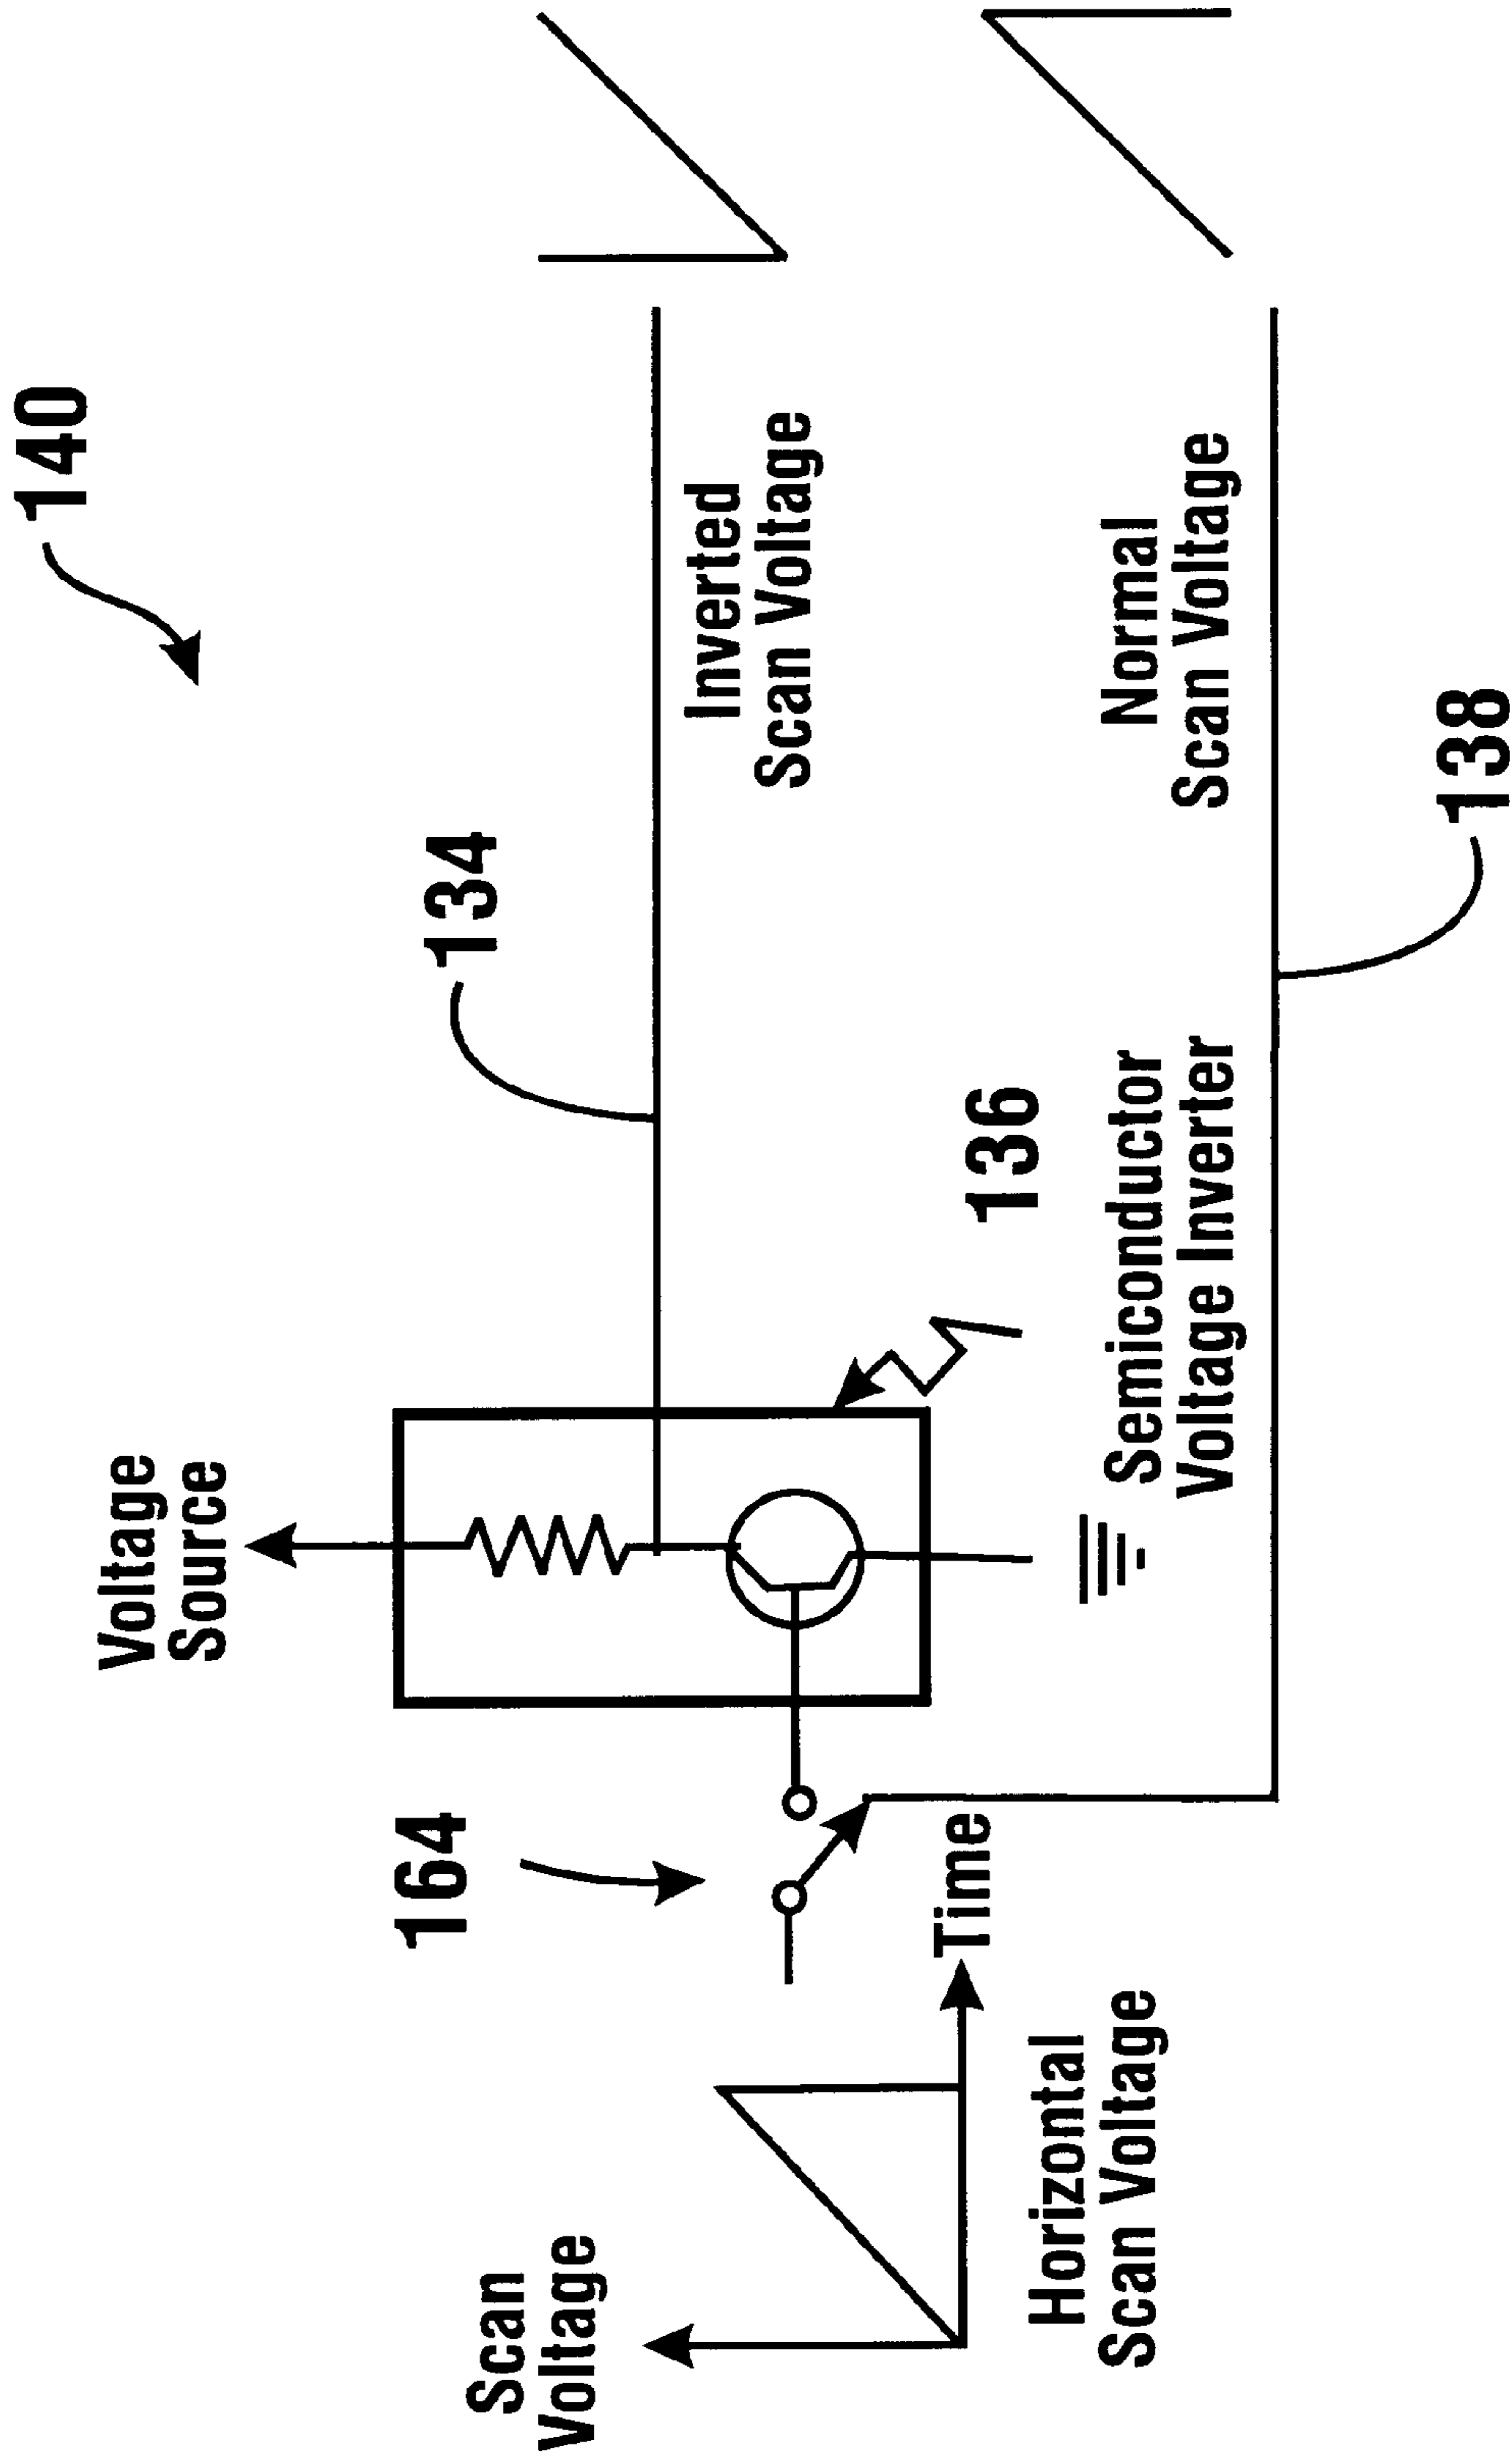 140
Voltage
Source
134
164
Scan
Voltage
Inverted
Scan Voltage
136
Time
Semiconductor
Voltage Inverter
Normal
Scan Voltage
Horizontal
Scan Voltage
138